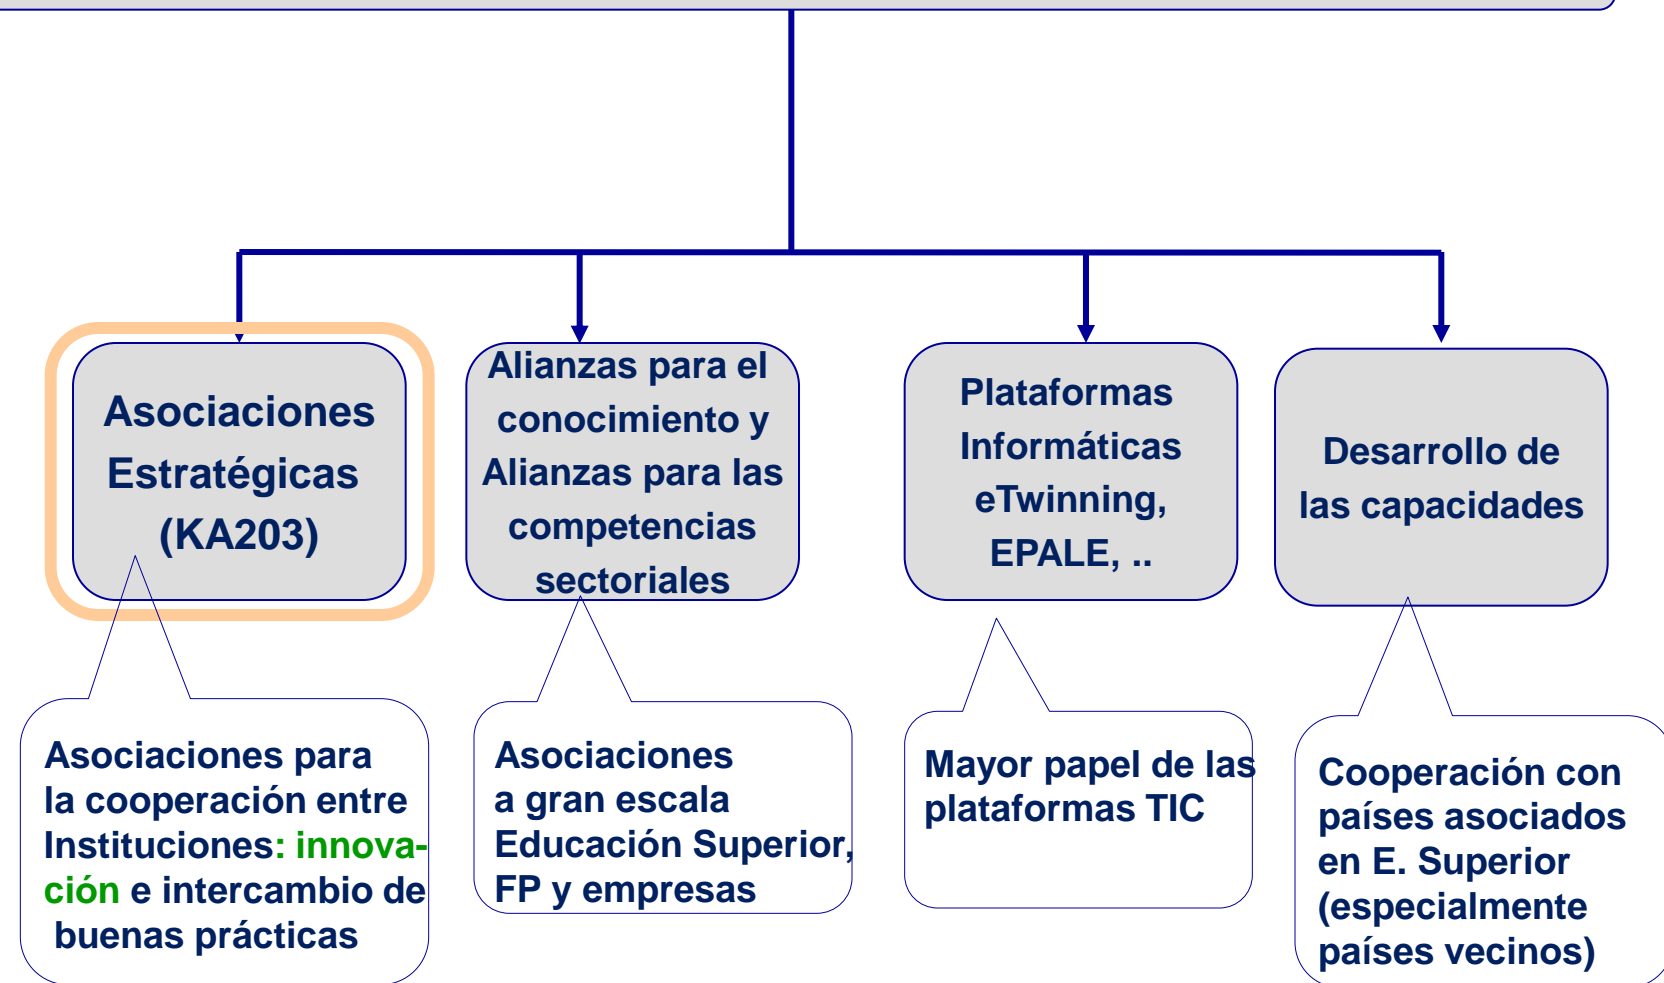 Asociaciones
Estratégicas
(KA203)
Alianzas para el
conocimiento y
Alianzas para las
competencias
sectoriales
Plataformas
Informáticas
eTwinning,
EPALE, ..
Desarrollo de
las capacidades
Asociaciones para
la cooperación entre
Instituciones: innova-
ción e intercambio de
buenas prácticas
Asociaciones
a gran escala
Educación Superior,
FP y empresas
Mayor papel de las
plataformas TIC
Cooperación con
países asociados
en E. Superior
(especialmente
países vecinos)